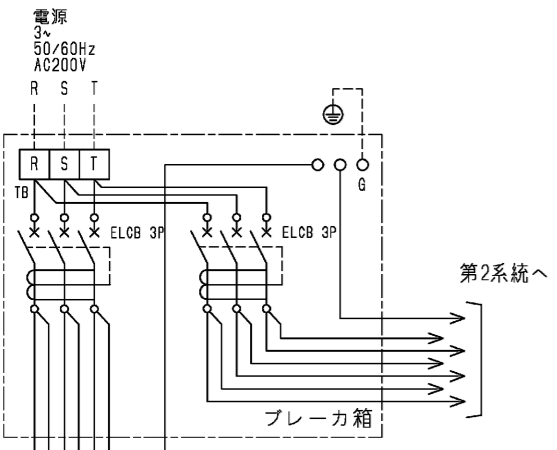 電源
3~
50/60Hz
AC200V
R S T
R S T
TB
G
ELCB 3P
ELCB 3P
第2系統へ
ブレーカ箱